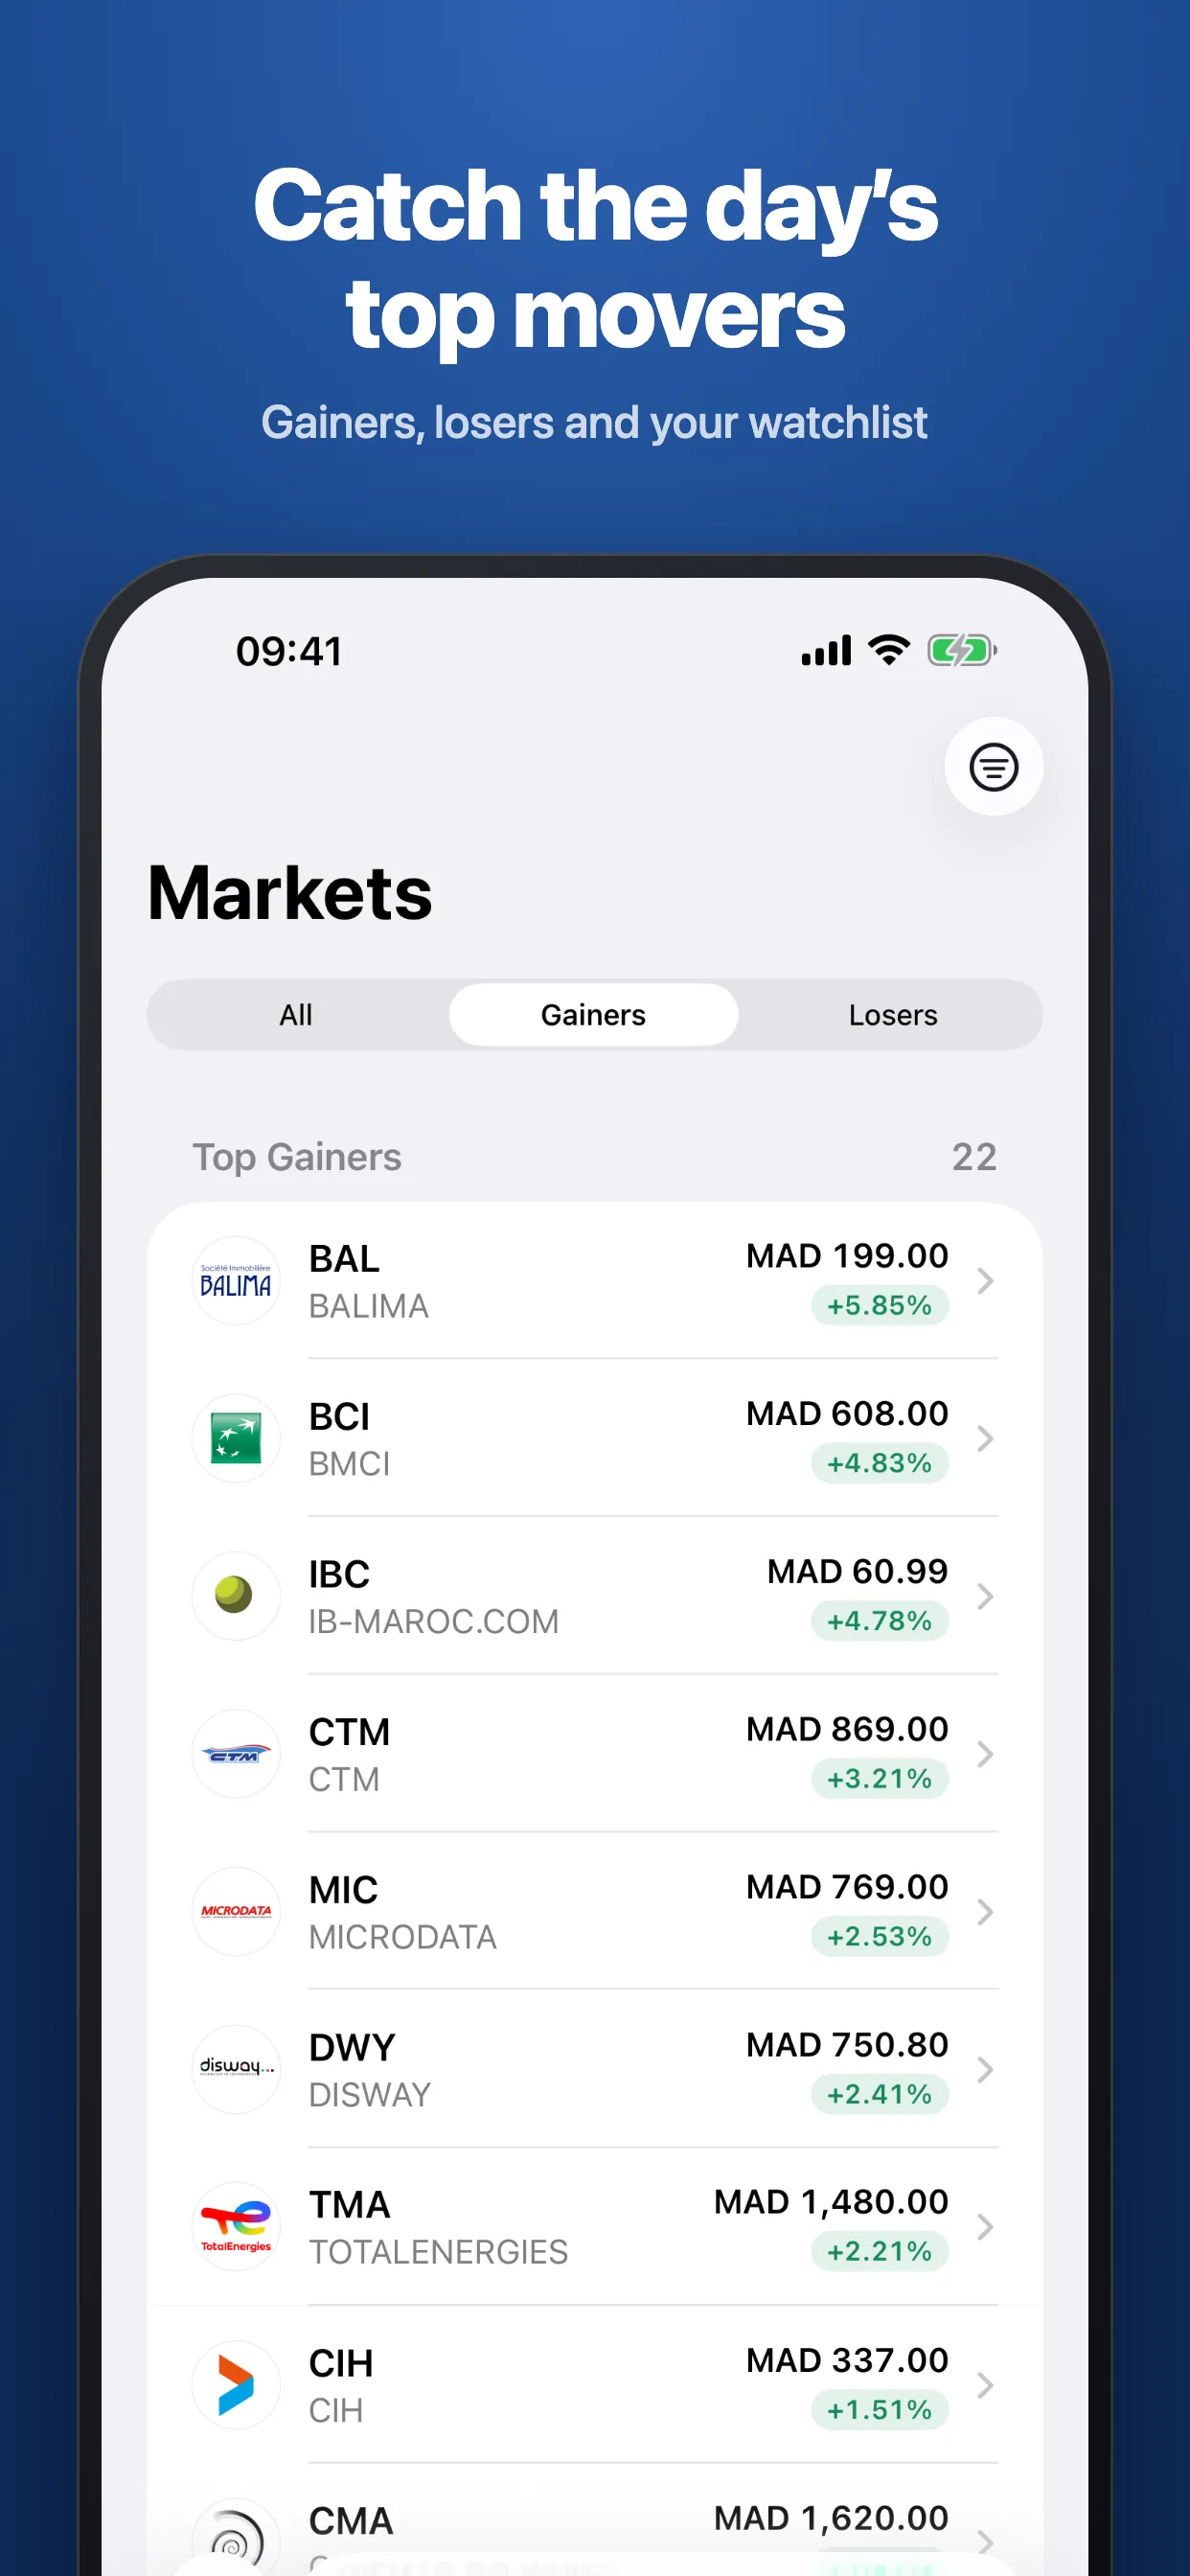 Catch the day’s
top movers
Gainers, losers and your watchlist
09:41
Markets
All Gainers Losers
Top Gainers 22
Société Immobilière
BALIMA
BAL MAD 199.00
BALIMA +5.85%
BCI MAD 608.00
BMCI +4.83%
IBC MAD 60.99
IB-MAROC.COM +4.78%
CTM
CTM MAD 869.00
CTM +3.21%
MICRODATA
MIC MAD 769.00
MICRODATA +2.53%
disway...
DWY MAD 750.80
DISWAY +2.41%
TotalEnergies
TMA MAD 1,480.00
TOTALENERGIES +2.21%
CIH MAD 337.00
CIH +1.51%
CMA MAD 1,620.00